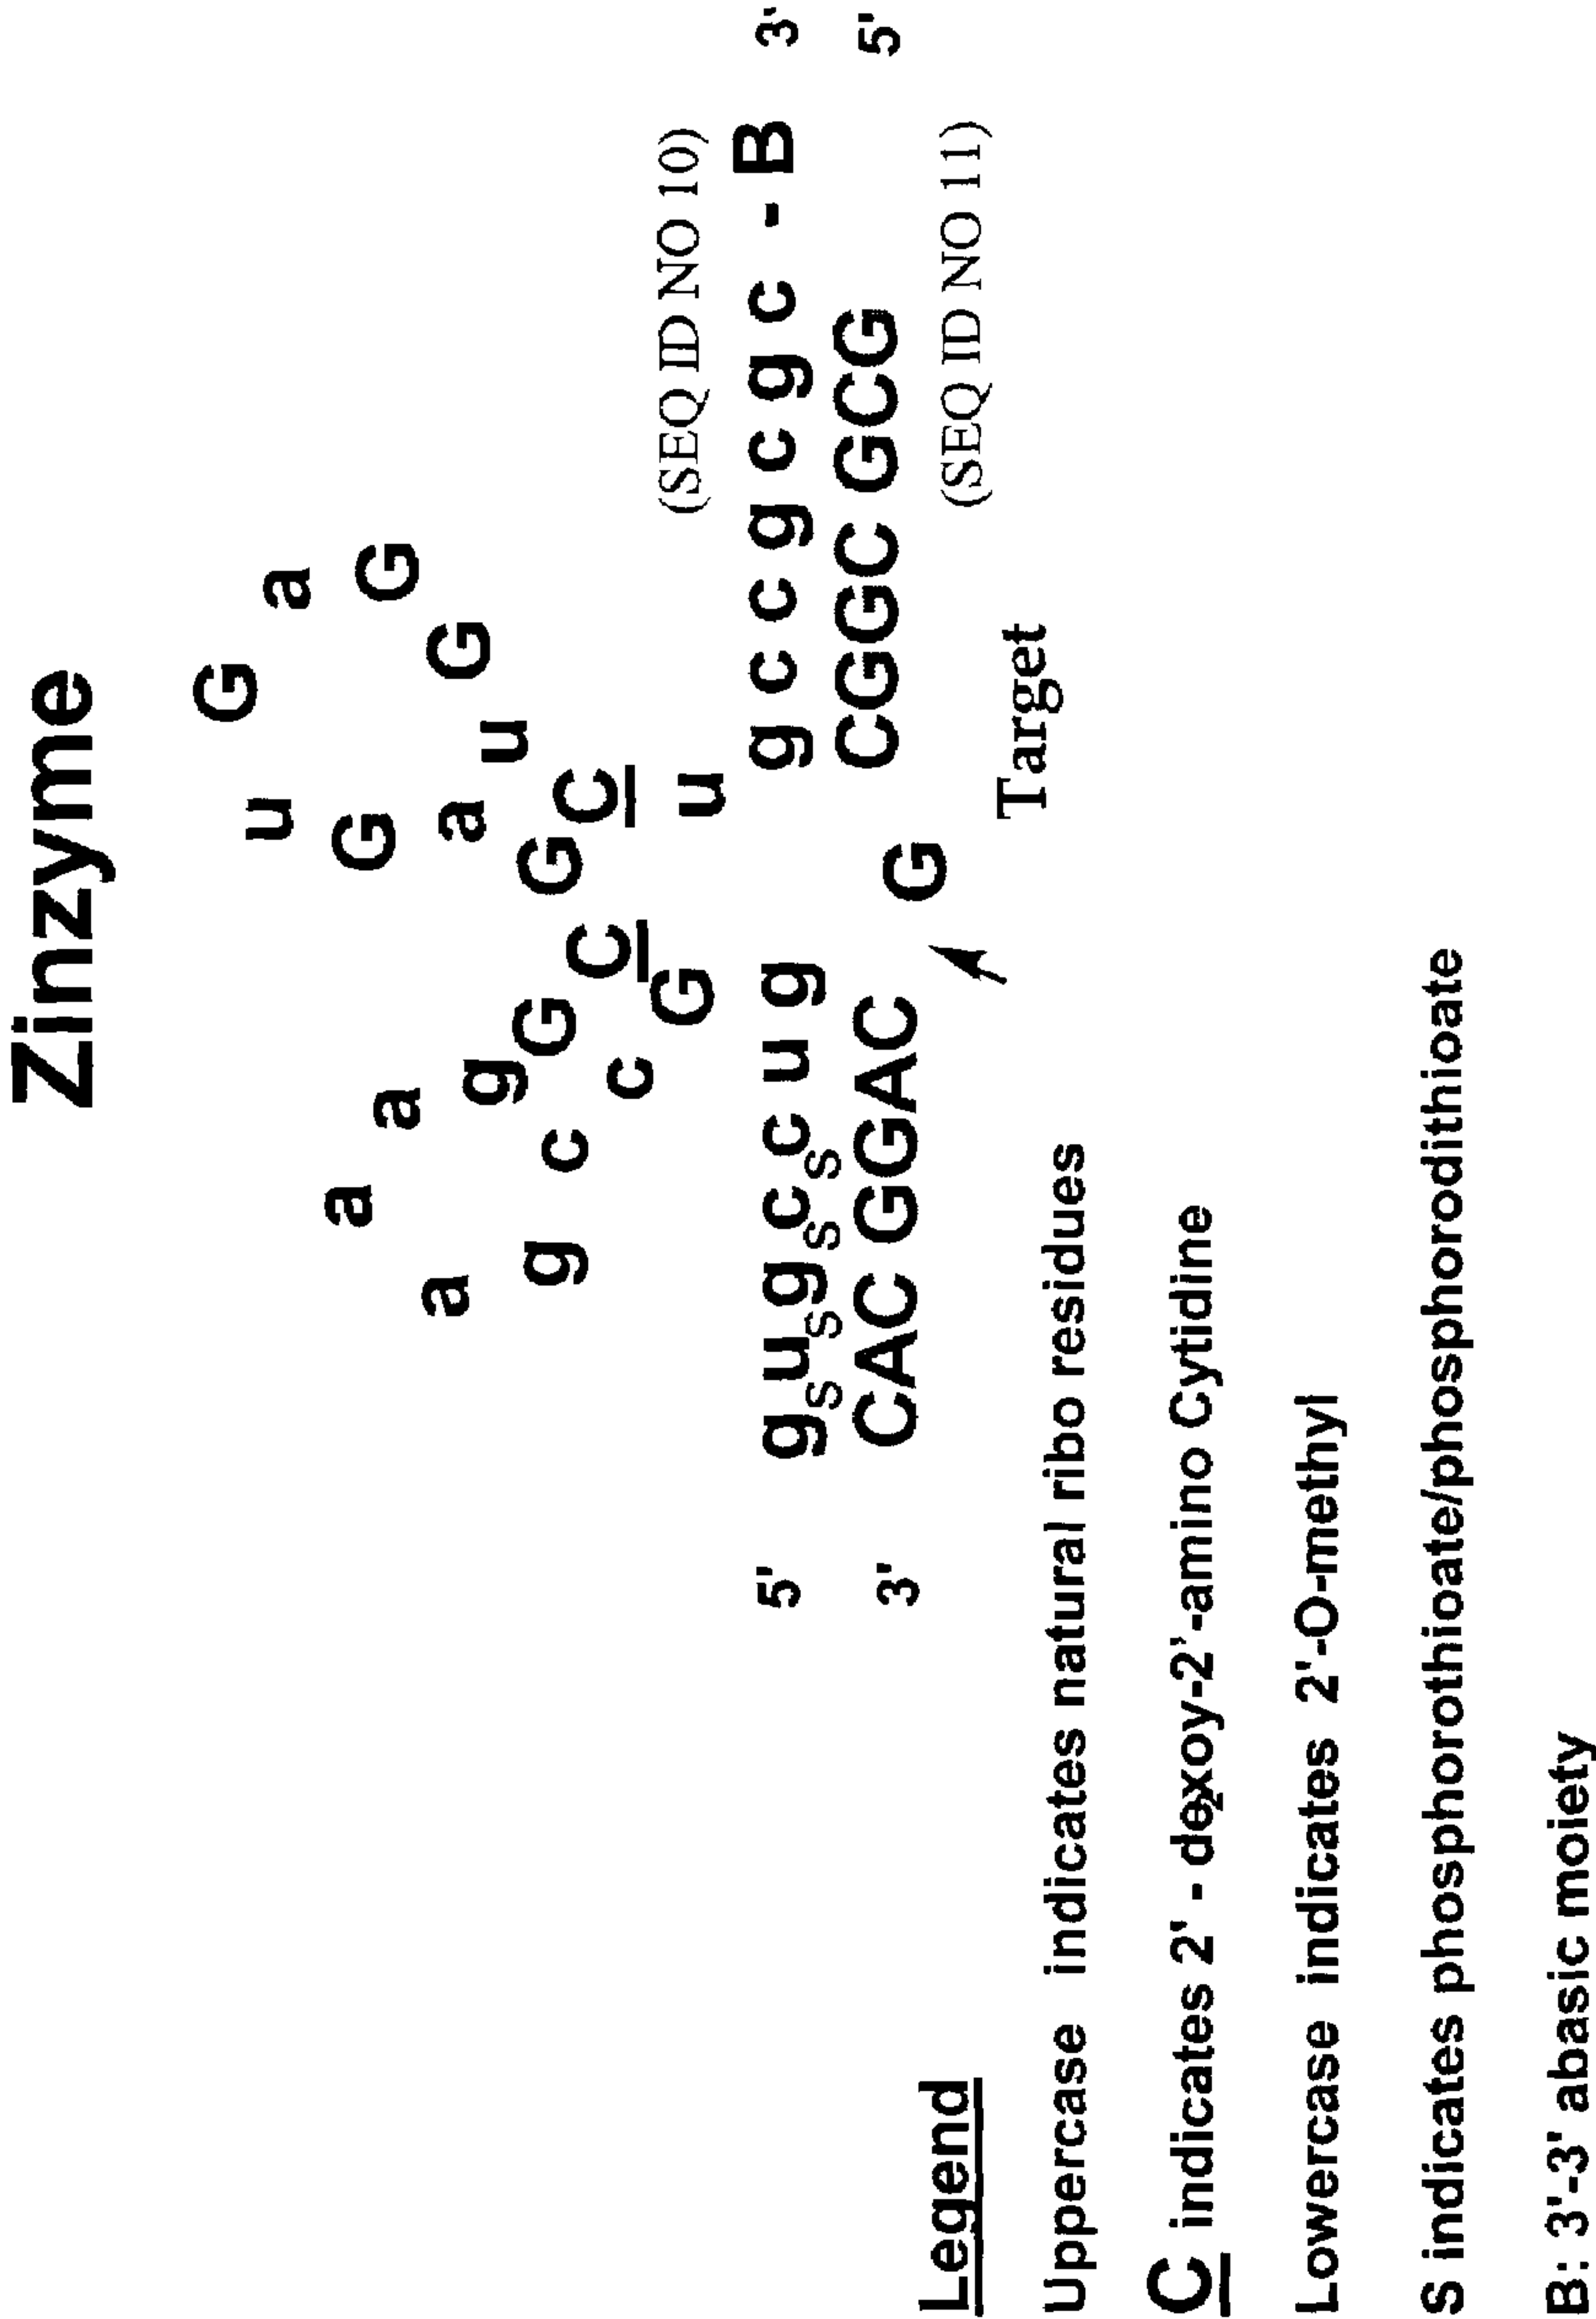 Zinzyme
G
u a
a G G
a a a G
g u
g c G C G C
c G u (SEQ ID NO 10)
5' g u g c c u g g c c g c g c - B 3'
s s s s
3' CAC GGAC G CGGC GCG 5'
(SEQ ID NO 11)
Target
Legend
Uppercase indicates natural ribo residues
C indicates 2' - dexoy-2'-amino Cytidine
Lowercase indicates 2'-O-methyl
S indicates phosphorothioate/phosphorodithioate
B: 3'-3' abasic moiety